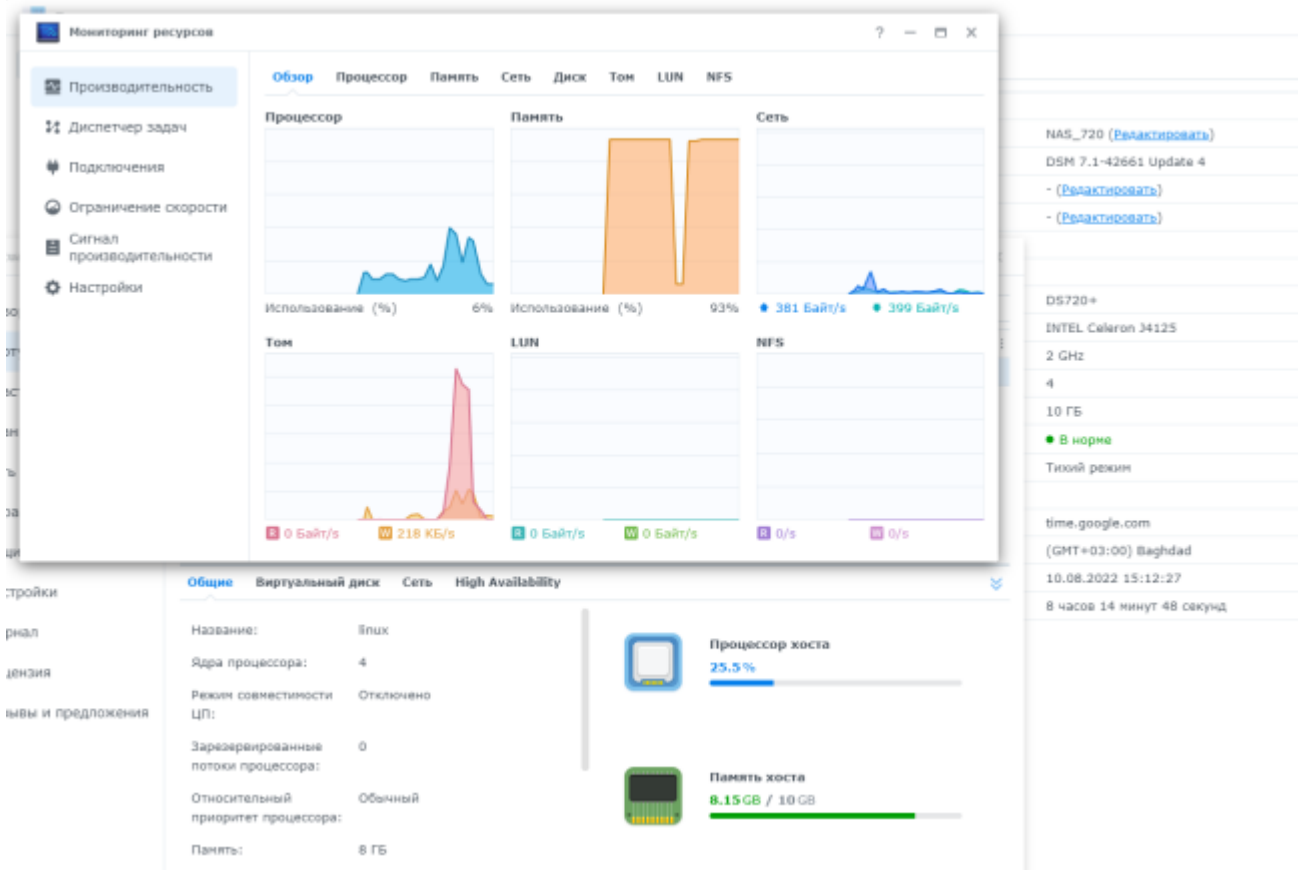 Мониторинг ресурсов
?
Производительность
Диспетчер задач
Подключения
Ограничение скорости
Сигнал
производительности
Настройки
Обзор Процессор Память Сеть Диск Том LUN NFS
Процессор Память Сеть
Использование (%) 6% Использование (%) 93% 381 Байт/s 399 Байт/s
Том LUN NFS
R 0 Байт/s W 218 КБ/s R 0 Байт/s W 0 Байт/s R 0/s W 0/s
NAS_720 (Редактировать)
DSM 7.1-42661 Update 4
- (Редактировать)
- (Редактировать)
DS720+
INTEL Celeron J4125
2 GHz
4
10 ГБ
В норме
Тихий режим
time.google.com
(GMT+03:00) Baghdad
10.08.2022 15:12:27
8 часов 14 минут 48 секунд
стройки
рнал
цензия
зывы и предложения
Общие Виртуальный диск Сеть High Availability
Название: linux
Ядра процессора: 4
Режим совместимости Отключено
ЦП:
Зарезервированные 0
потоки процессора:
Относительный Обычный
приоритет процессора:
Память: 8 ГБ
Процессор хоста
25.5 %
Память хоста
8.15 GB / 10 GB